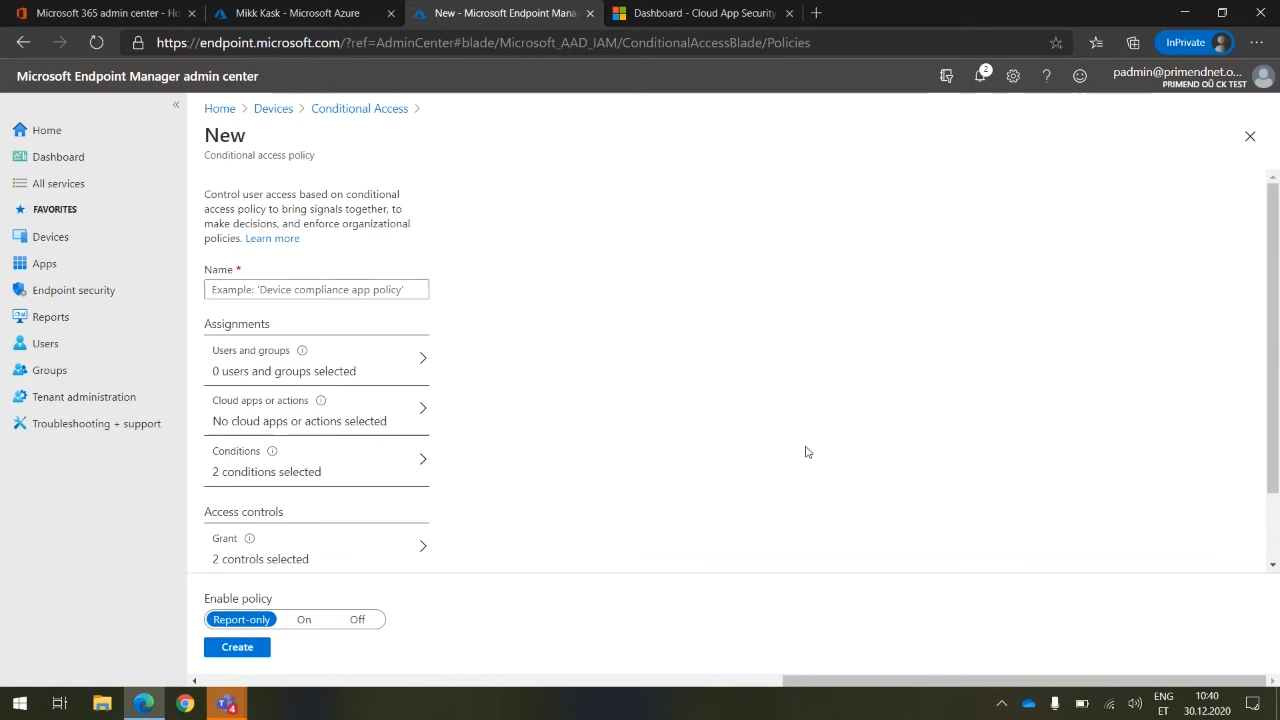 Microsoft 365 admin center - Ho
Mikk Kask - Microsoft Azure
New - Microsoft Endpoint Mana
Dashboard - Cloud App Security
https://endpoint.microsoft.com/?ref=AdminCenter#blade/Microsoft_AAD_IAM/ConditionalAccessBlade/Policies
InPrivate
Microsoft Endpoint Manager admin center
2
padmin@primendnet.o...
PRIMEND OÜ CK TEST
Home
Dashboard
All services
FAVORITES
Devices
Apps
Endpoint security
Reports
Users
Groups
Tenant administration
Troubleshooting + support
Home > Devices > Conditional Access >
New
Conditional access policy
Control user access based on conditional
access policy to bring signals together, to
make decisions, and enforce organizational
policies. Learn more
Name *
Example: 'Device compliance app policy'
Assignments
Users and groups
0 users and groups selected
Cloud apps or actions
No cloud apps or actions selected
Conditions
2 conditions selected
Access controls
Grant
2 controls selected
Enable policy
Report-only On Off
Create
4
ENG
ET
10:40
30.12.2020